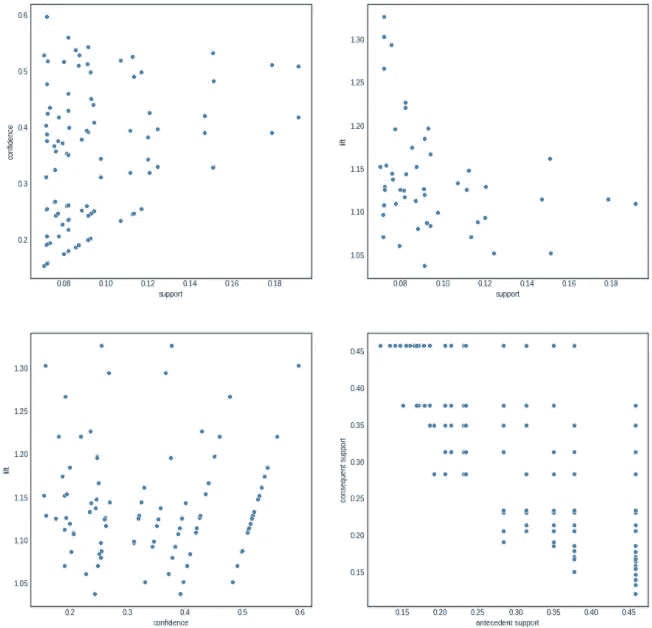 0.6
0.5
0.4
0.3
0.2
confidence
0.08 0.10 0.12 0.14 0.16 0.18
support
1.30
1.25
1.20
1.15
1.10
1.05
lift
0.08 0.10 0.12 0.14 0.16 0.18
support
1.30
1.25
1.20
1.15
1.10
1.05
lift
0.2 0.3 0.4 0.5 0.6
confidence
0.45
0.40
0.35
0.30
0.25
0.20
0.15
consequent support
0.15 0.20 0.25 0.30 0.35 0.40 0.45
antecedent support